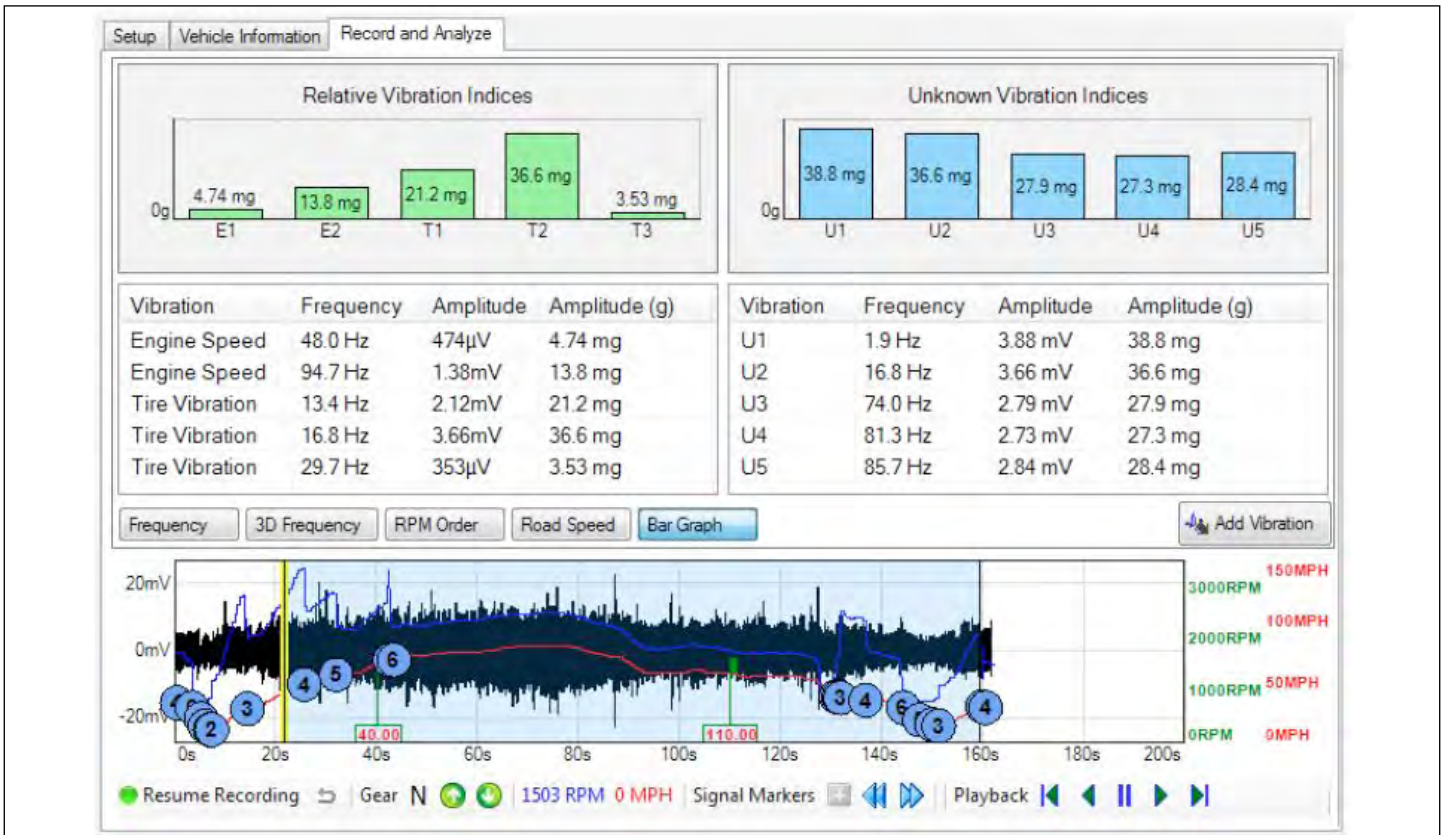 Setup Vehicle Information Record and Analyze
Relative Vibration Indices
0g 4.74 mg 13.8 mg 21.2 mg 36.6 mg 3.53 mg
E1 E2 T1 T2 T3
Unknown Vibration Indices
0g 38.8 mg 36.6 mg 27.9 mg 27.3 mg 28.4 mg
U1 U2 U3 U4 U5
Vibration Frequency Amplitude Amplitude (g)
Engine Speed 48.0 Hz 474µV 4.74 mg
Engine Speed 94.7 Hz 1.38mV 13.8 mg
Tire Vibration 13.4 Hz 2.12mV 21.2 mg
Tire Vibration 16.8 Hz 3.66mV 36.6 mg
Tire Vibration 29.7 Hz 353µV 3.53 mg
Vibration Frequency Amplitude Amplitude (g)
U1 1.9 Hz 3.88 mV 38.8 mg
U2 16.8 Hz 3.66 mV 36.6 mg
U3 74.0 Hz 2.79 mV 27.9 mg
U4 81.3 Hz 2.73 mV 27.3 mg
U5 85.7 Hz 2.84 mV 28.4 mg
Frequency 3D Frequency RPM Order Road Speed Bar Graph Add Vibration
150MPH
20mV 3000RPM
100MPH
0mV 2000RPM
4 5 6
50MPH
1000RPM
2 3 3 4 6 3 4
-20mV
40.00 110.00 0RPM 0MPH
0s 20s 40s 60s 80s 100s 120s 140s 160s 180s 200s
Resume Recording Gear N 1503 RPM 0 MPH Signal Markers Playback